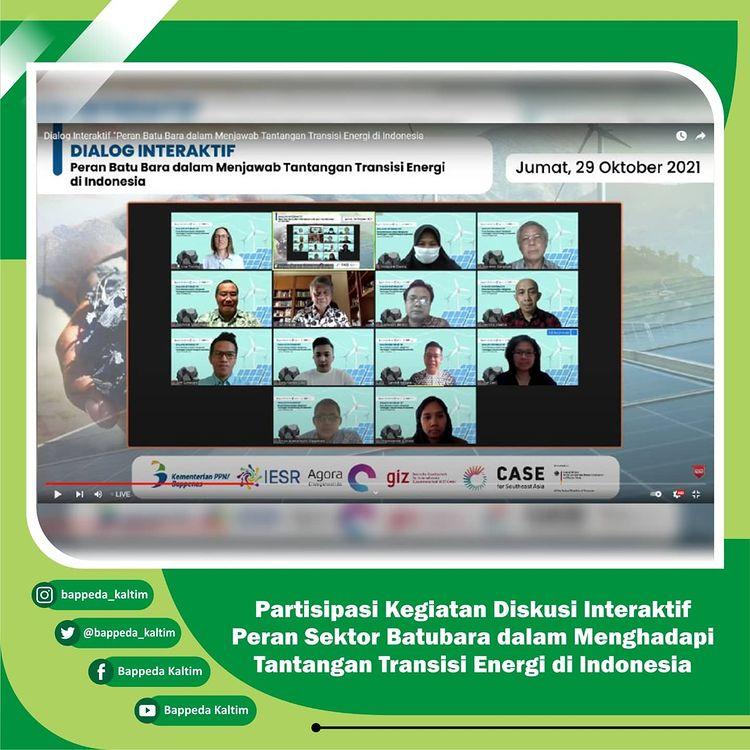 Dialog Interaktif "Peran Batu Bara dalam Menjawab Tantangan Transisi Energi di Indonesia
DIALOG INTERAKTIF
Peran Batu Bara dalam Menjawab Tantangan Transisi Energi
di Indonesia
Jumat, 29 Oktober 2021
Kementerian PPN/
Bappenas
IESR
Agora
giz
CASE
for Southeast Asia
LIVE
bappeda_kaltim
@bappeda_kaltim
Bappeda Kaltim
Bappeda Kaltim
Partisipasi Kegiatan Diskusi Interaktif
Peran Sektor Batubara dalam Menghadapi
Tantangan Transisi Energi di Indonesia